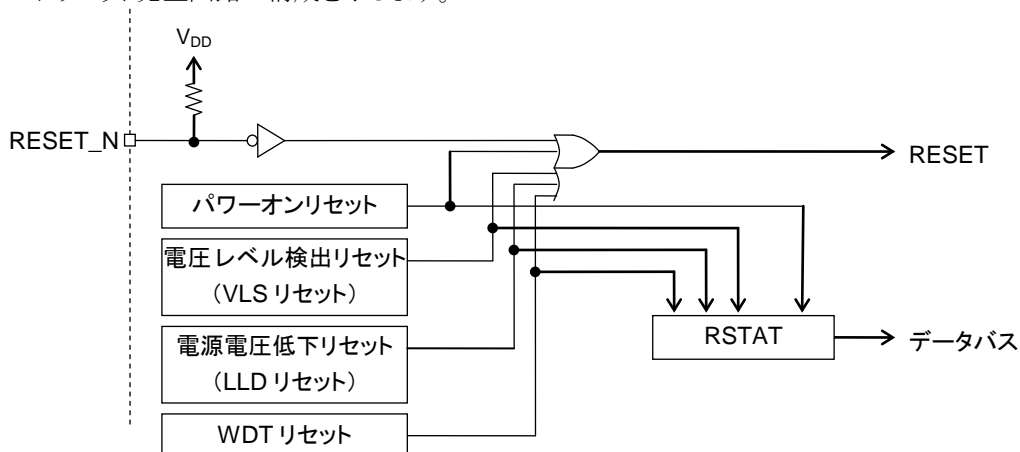 VDD
RESET_N
RESET
パワーオンリセット
電圧レベル検出リセット
(VLS リセット)
電源電圧低下リセット
(LLD リセット)
RSTAT
データバス
WDT リセット